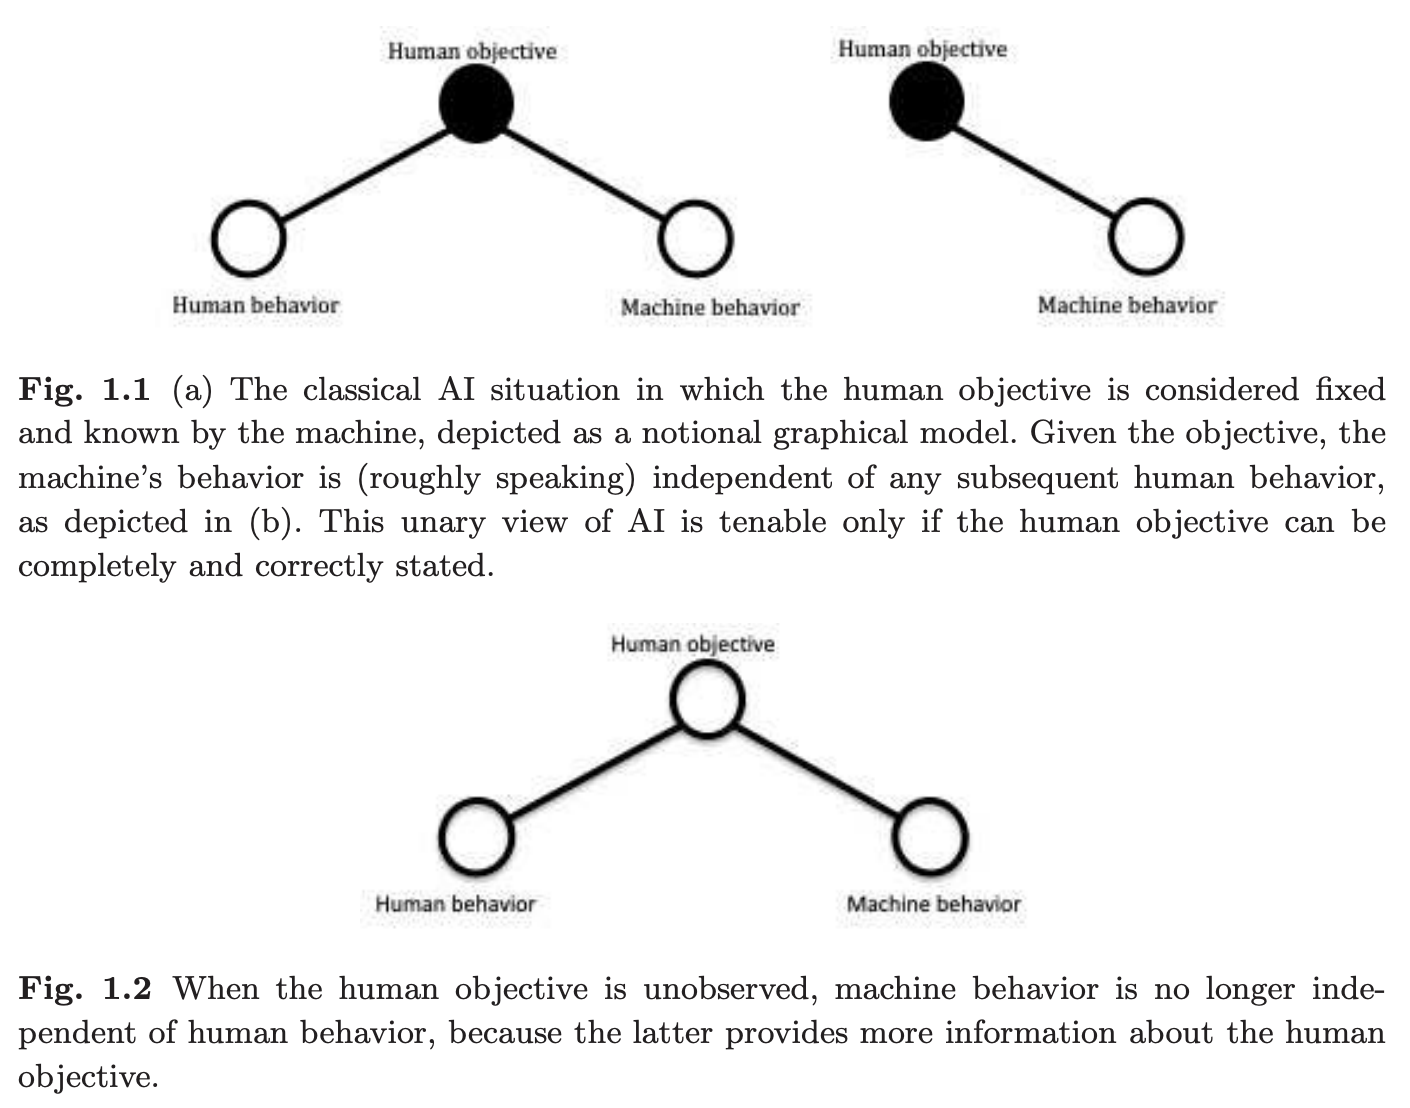 Human objective
Human objective
Human behavior
Machine behavior
Machine behavior
Fig. 1.1 (a) The classical AI situation in which the human objective is considered fixed
and known by the machine, depicted as a notional graphical model. Given the objective, the
machine's behavior is (roughly speaking) independent of any subsequent human behavior,
as depicted in (b). This unary view of AI is tenable only if the human objective can be
completely and correctly stated.
Human objective
Human behavior
Machine behavior
Fig. 1.2 When the human objective is unobserved, machine behavior is no longer inde-
pendent of human behavior, because the latter provides more information about the human
objective.